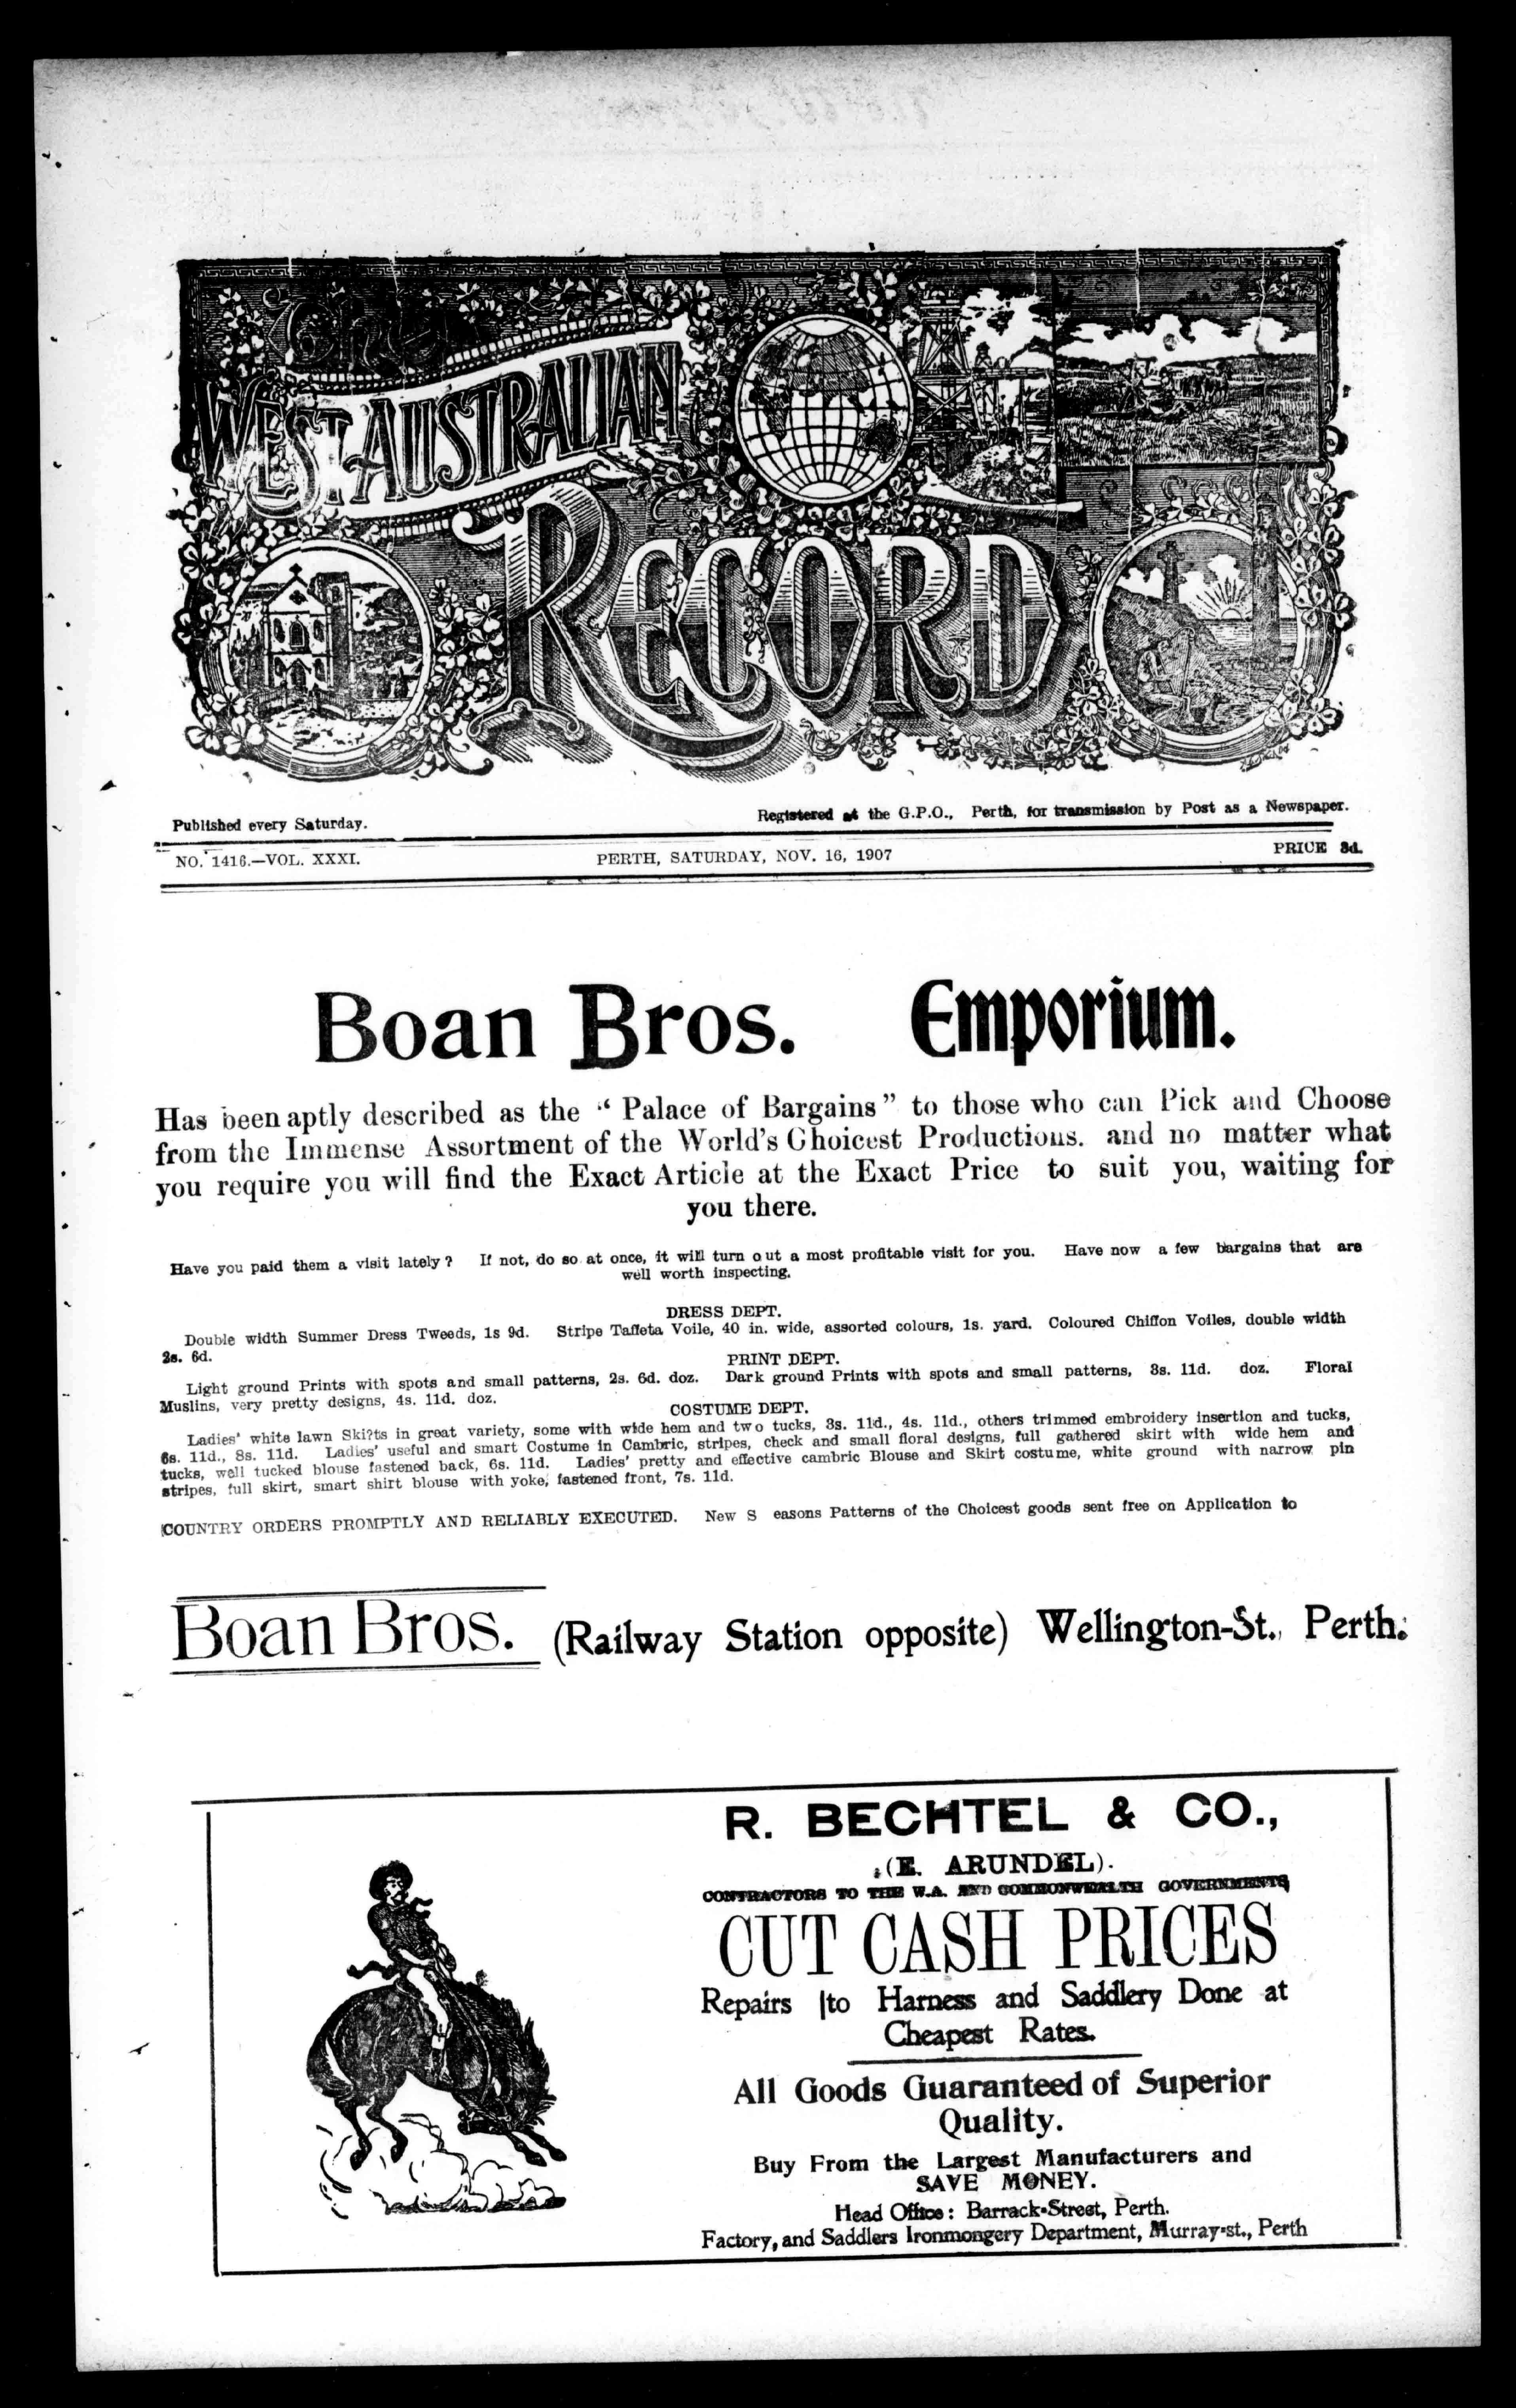 The
WEST AUSTRALIAN
RECORD
Published every Saturday.
Registered at the G.P.O., Perth, for transmission by Post as a Newspaper.
NO. 1416.—VOL. XXXI.
PERTH, SATURDAY, NOV. 16, 1907
PRICE 3d.
Boan Bros. Emporium.
Has been aptly described as the “ Palace of Bargains ” to those who can Pick and Choose
from the Immense Assortment of the World's Choicest Productions. and no matter what
you require you will find the Exact Article at the Exact Price to suit you, waiting for
you there.
Have you paid them a visit lately ? If not, do so at once, it will turn out a most profitable visit for you. Have now a few bargains that are
well worth inspecting.
DRESS DEPT.
Double width Summer Dress Tweeds, 1s 9d. Stripe Taffeta Voile, 40 in. wide, assorted colours, 1s. yard. Coloured Chiffon Voiles, double width
2s. 6d.
PRINT DEPT.
Light ground Prints with spots and small patterns, 2s. 6d. doz. Dark ground Prints with spots and small patterns, 3s. 11d. doz. Floral
Muslins, very pretty designs, 4s. 11d. doz.
COSTUME DEPT.
Ladies' white lawn Ski?ts in great variety, some with wide hem and two tucks, 3s. 11d., 4s. 11d., others trimmed embroidery insertion and tucks,
6s. 11d., 8s. 11d. Ladies' useful and smart Costume in Cambric, stripes, check and small floral designs, full gathered skirt with wide hem and
tucks, well tucked blouse fastened back, 6s. 11d. Ladies' pretty and effective cambric Blouse and Skirt costume, white ground with narrow pin
stripes, full skirt, smart shirt blouse with yoke, fastened front, 7s. 11d.
COUNTRY ORDERS PROMPTLY AND RELIABLY EXECUTED. New S easons Patterns of the Choicest goods sent free on Application to
Boan Bros. (Railway Station opposite) Wellington-St., Perth.
R. BECHTEL & CO.,
(E. ARUNDEL).
CONTRACTORS TO THE W.A. AND COMMONWEALTH GOVERNMENTS
CUT CASH PRICES
Repairs to Harness and Saddlery Done at
Cheapest Rates.
All Goods Guaranteed of Superior
Quality.
Buy From the Largest Manufacturers and
SAVE MONEY.
Head Office : Barrack-Street, Perth.
Factory, and Saddlers Ironmongery Department, Murray-st., Perth